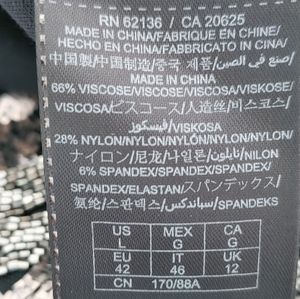 RN 62136 / CA 20625
MADE IN CHINA/FABRIQUE EN CHINE/
HECHO EN CHINA/FABBRICATO IN CINA/
中国製/中国制造/중국 제품/صنع في الصين/
66% VISCOSE/VISCOSE/VISKOSE/VISCOSA/
VISCOSA/ビスコース/人造丝/비스코스/
فيسكوز/VISKOSA
28% NYLON/NYLON/NYLON/NYLON/NYLON/
ナイロン/尼龙/나일론/نايلون/NILON
6% SPANDEX/SPANDEX/SPANDEX/
SPANDEX/ELASTAN/スパンデックス/
氨纶/스판덱스/سباندكس/SPANDEKS
US MEX CA
L G G
EU IT UK
42 46 12
CN 170/88A